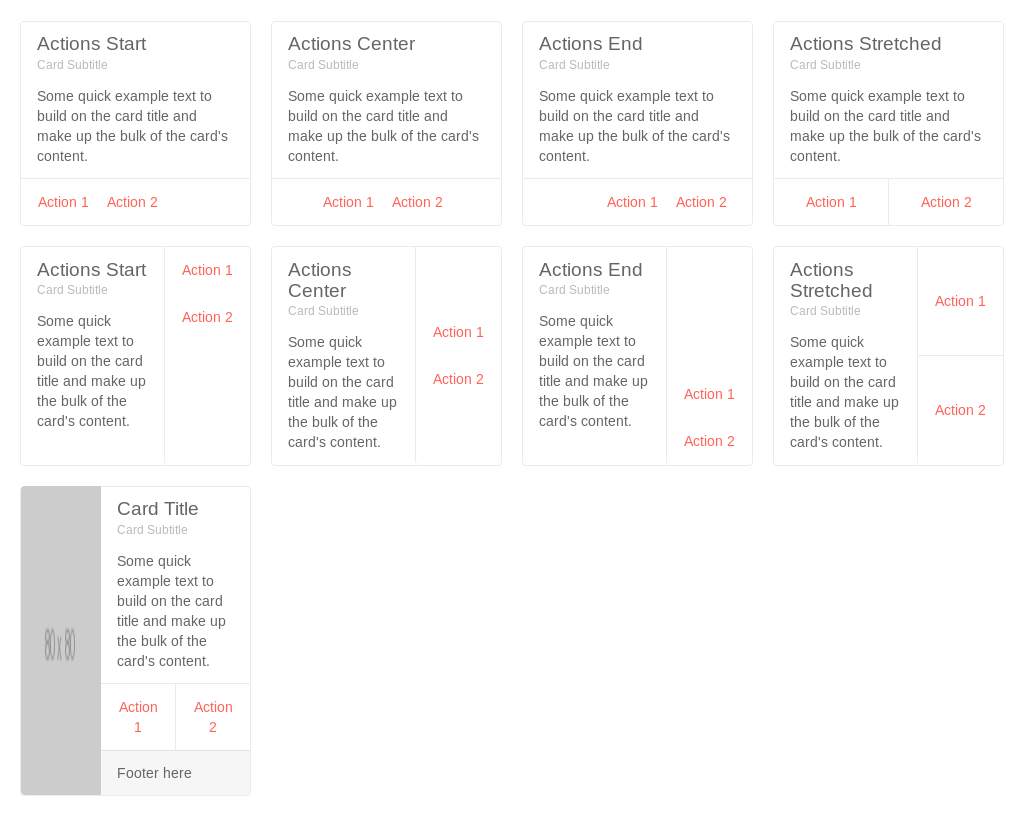 Actions Start
Card Subtitle
Some quick example text to
build on the card title and
make up the bulk of the card's
content.
Action 1 Action 2
Actions Center
Card Subtitle
Some quick example text to
build on the card title and
make up the bulk of the card's
content.
Action 1 Action 2
Actions End
Card Subtitle
Some quick example text to
build on the card title and
make up the bulk of the card's
content.
Action 1 Action 2
Actions Stretched
Card Subtitle
Some quick example text to
build on the card title and
make up the bulk of the card's
content.
Action 1 Action 2
Actions Start
Card Subtitle
Some quick
example text to
build on the card
title and make up
the bulk of the
card's content.
Action 1
Action 2
Actions
Center
Card Subtitle
Some quick
example text to
build on the card
title and make up
the bulk of the
card's content.
Action 1
Action 2
Actions End
Card Subtitle
Some quick
example text to
build on the card
title and make up
the bulk of the
card's content.
Action 1
Action 2
Actions
Stretched
Card Subtitle
Some quick
example text to
build on the card
title and make up
the bulk of the
card's content.
Action 1
Action 2
80 x 80
Card Title
Card Subtitle
Some quick
example text to
build on the card
title and make up
the bulk of the
card's content.
Action
1
Action
2
Footer here